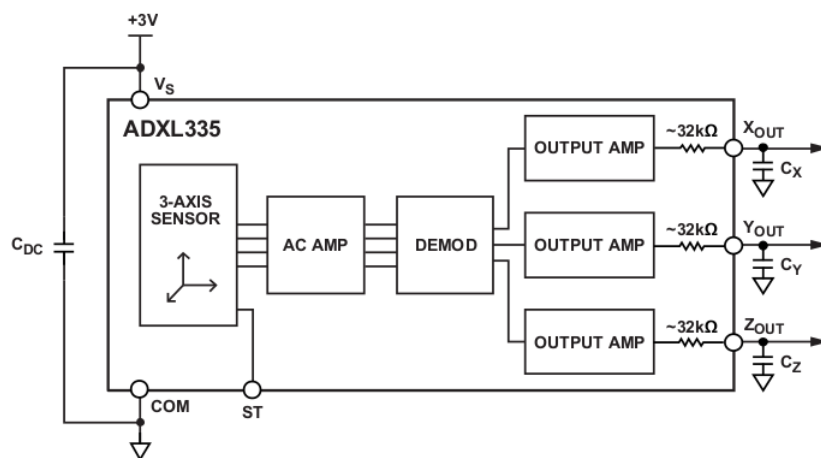 +3V
VS
ADXL335
3-AXIS
SENSOR
AC AMP
DEMOD
OUTPUT AMP
~32kΩ
XOUT
CX
OUTPUT AMP
~32kΩ
YOUT
CY
OUTPUT AMP
~32kΩ
ZOUT
CZ
CDC
COM
ST